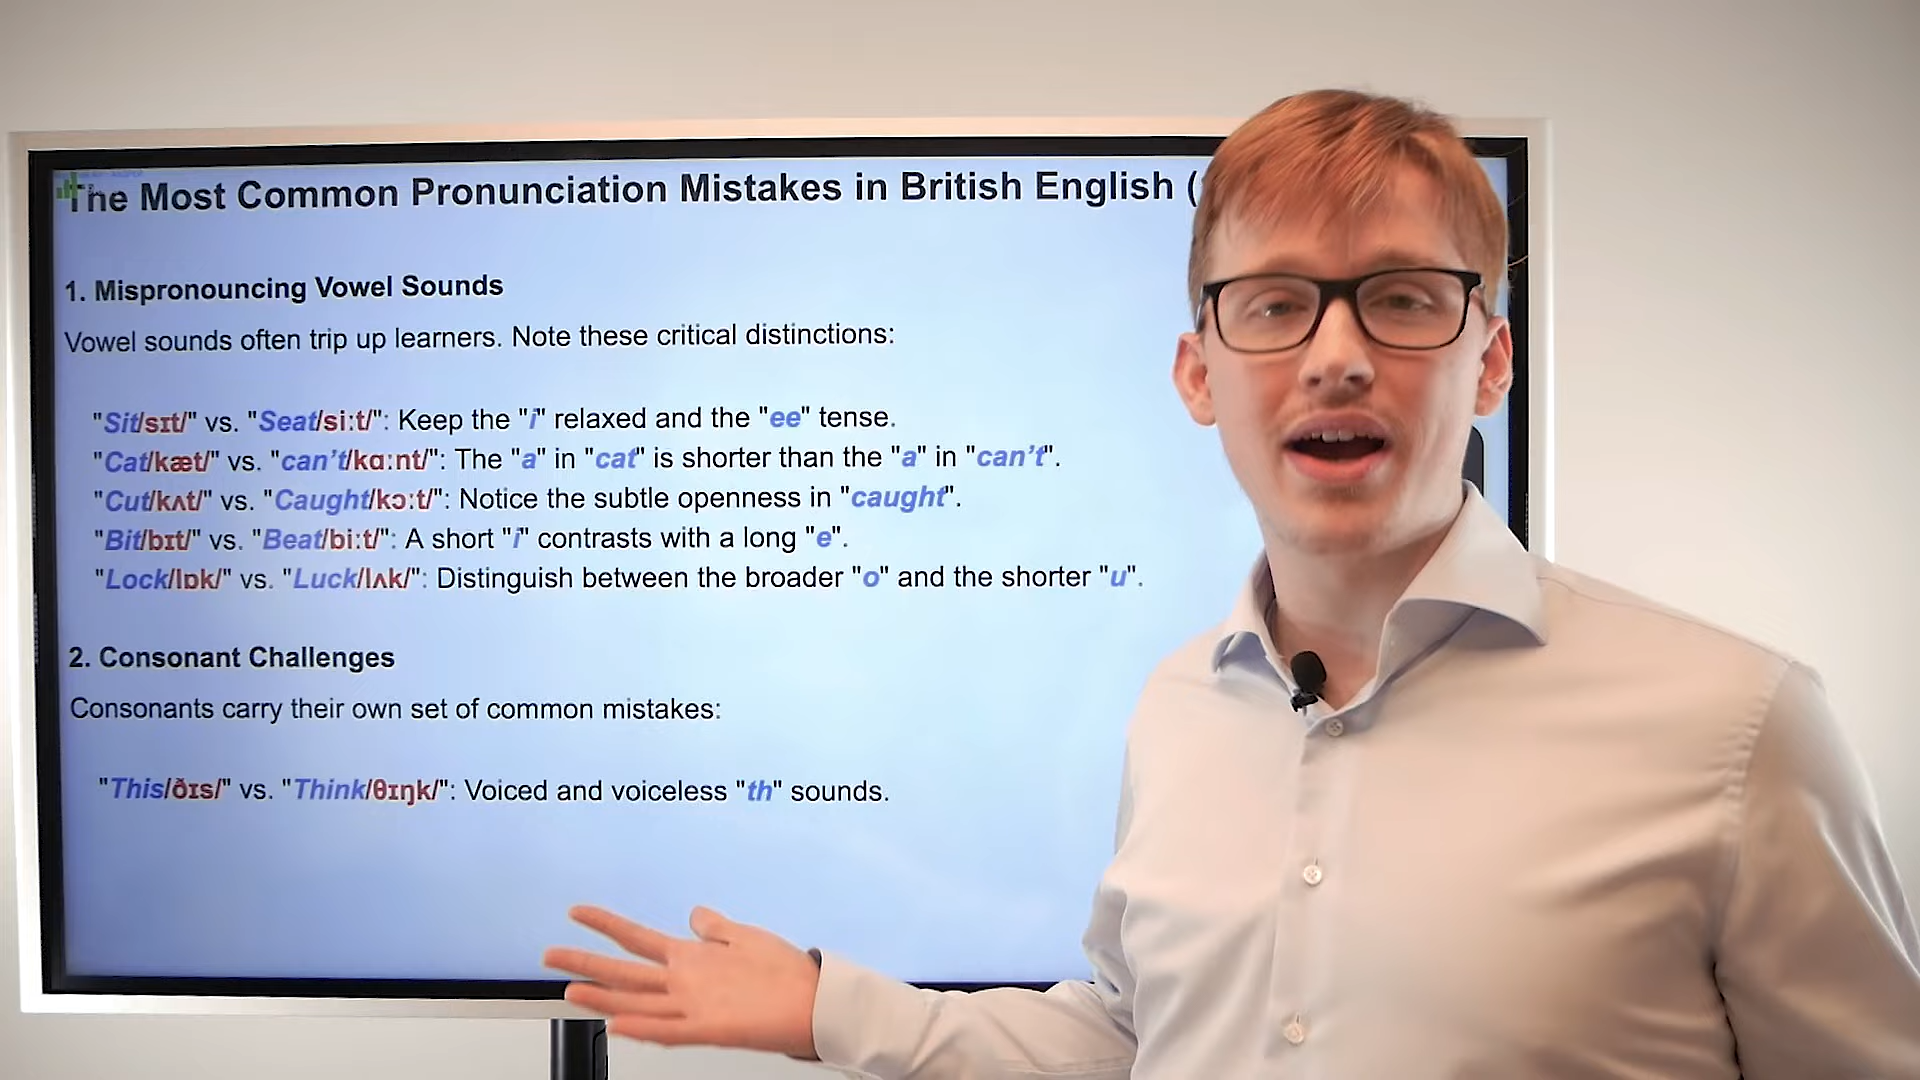 The Most Common Pronunciation Mistakes in British English (
1. Mispronouncing Vowel Sounds
Vowel sounds often trip up learners. Note these critical distinctions:
"Sit/sɪt/" vs. "Seat/siːt/": Keep the "i" relaxed and the "ee" tense.
"Cat/kæt/" vs. "can't/kɑːnt/": The "a" in "cat" is shorter than the "a" in "can't".
"Cut/kʌt/" vs. "Caught/kɔːt/": Notice the subtle openness in "caught".
"Bit/bɪt/" vs. "Beat/biːt/": A short "i" contrasts with a long "e".
"Lock/lɒk/" vs. "Luck/lʌk/": Distinguish between the broader "o" and the shorter "u".
2. Consonant Challenges
Consonants carry their own set of common mistakes:
"This/ðɪs/" vs. "Think/θɪŋk/": Voiced and voiceless "th" sounds.